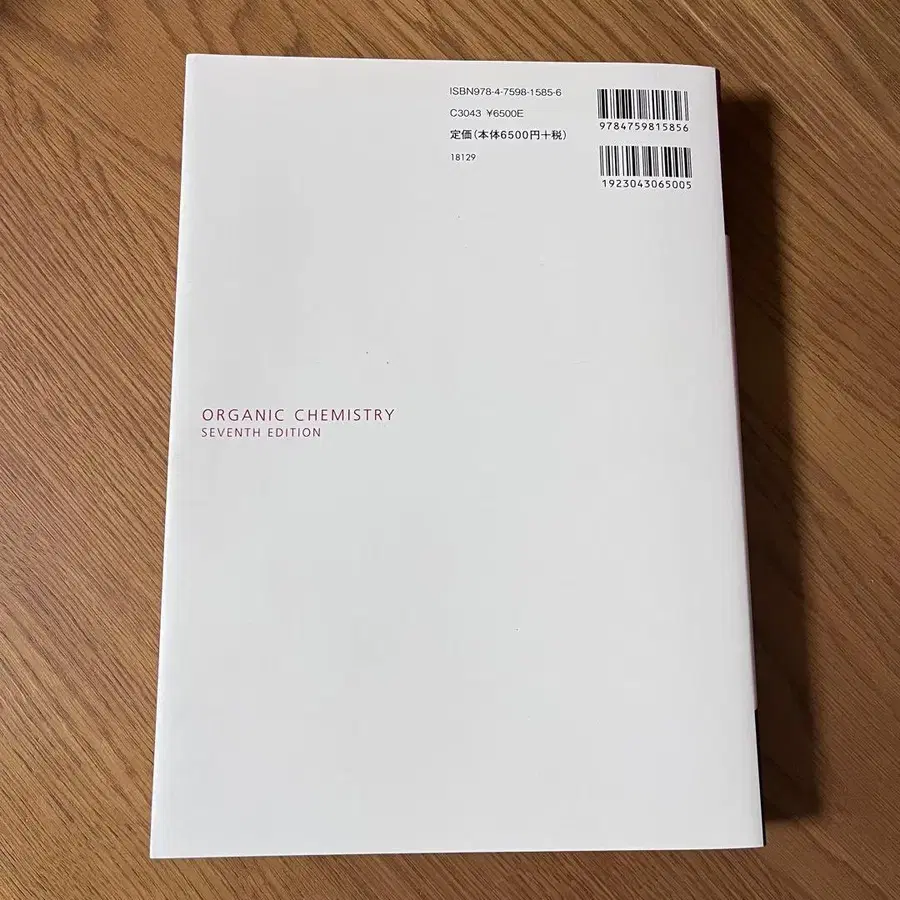 ISBN978-4-7598-1585-6
C3043 ¥6500E
定価(本体6500円+税)
18129
9784759815856
1923043065005
ORGANIC CHEMISTRY
SEVENTH EDITION